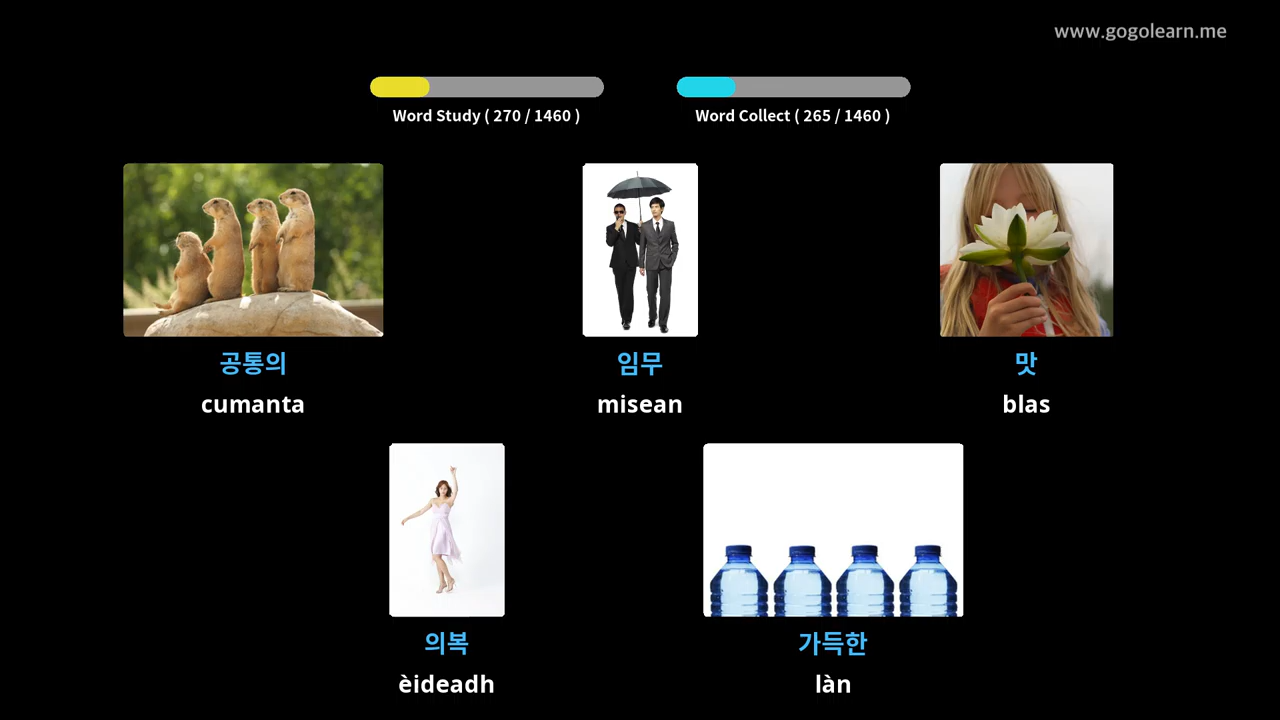 www.gogolearn.me
Word Study ( 270 / 1460 )
Word Collect ( 265 / 1460 )
공통의
임무
맛
cumanta
misean
blas
의복
가득한
èideadh
làn